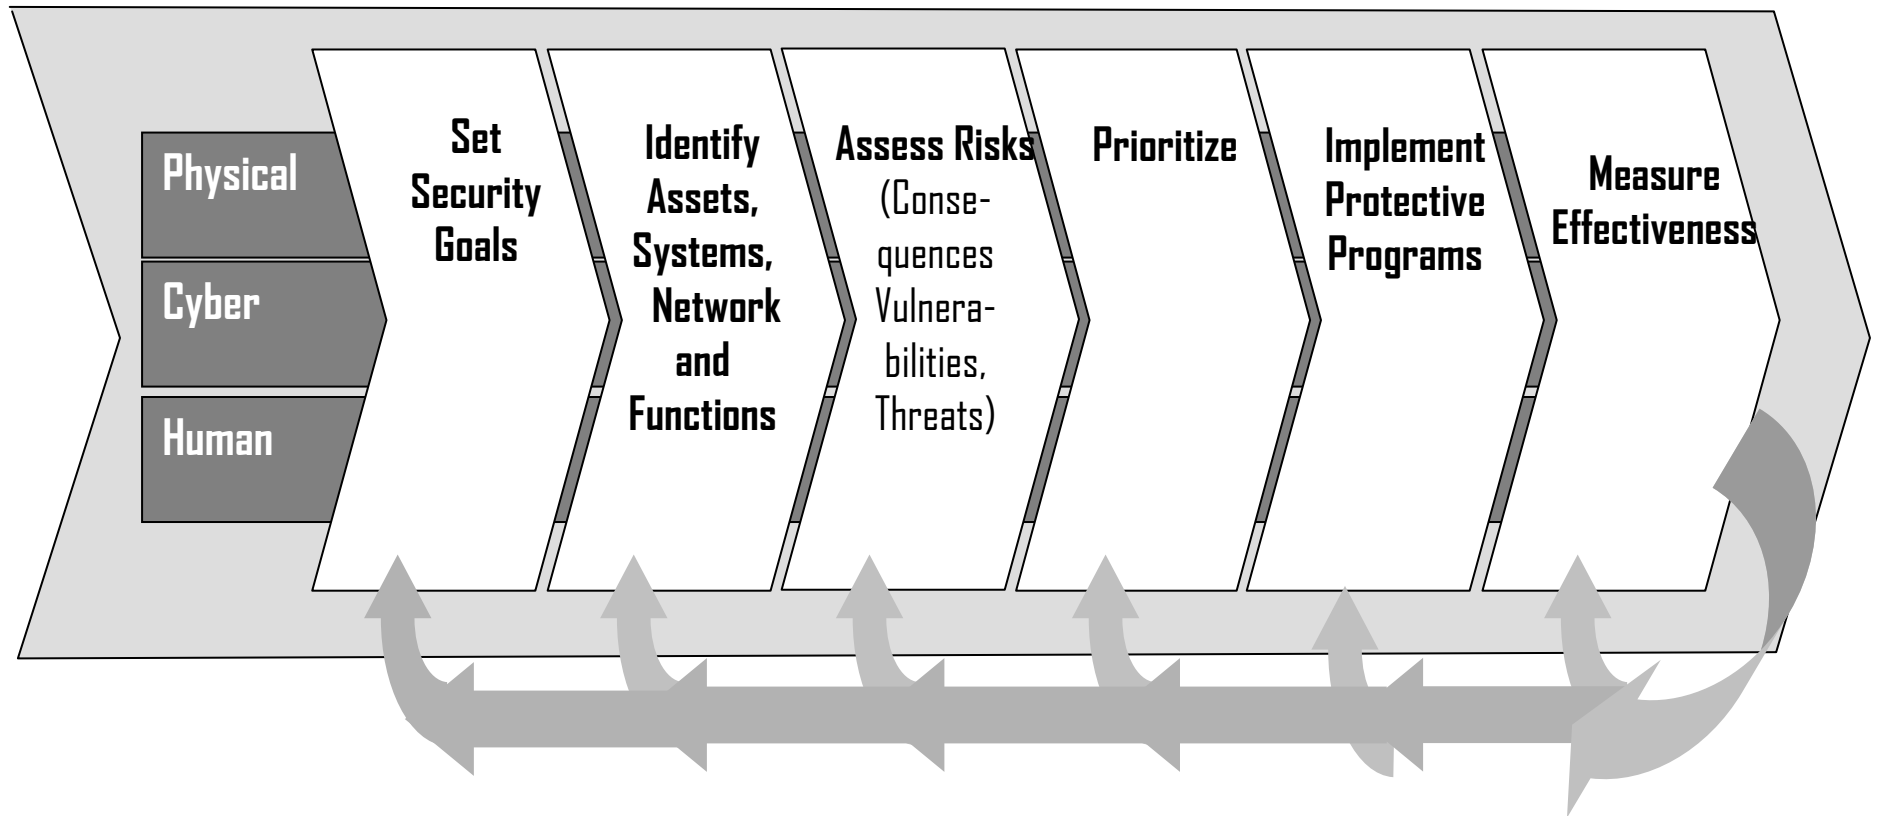 Physical
Cyber
Human
Set
Security
Goals
Identify
Assets,
Systems,
Network
and
Functions
Assess Risks
(Conse-
quences
Vulnera-
bilities,
Threats)
Prioritize
Implement
Protective
Programs
Measure
Effectiveness